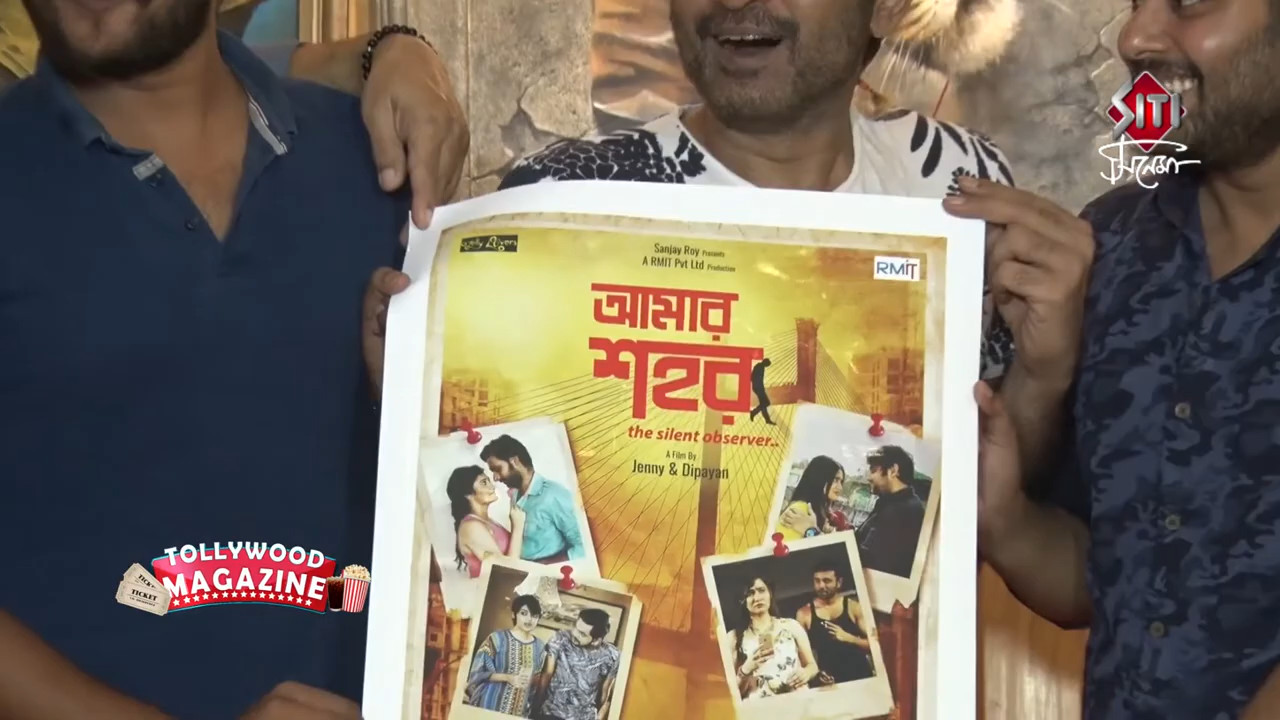 SITI
সিনেমা
Sanjay Roy Presents
A RMIT Pvt Ltd Production
RMIT
আমার
শহর
the silent observer..
A Film By
Jenny & Dipayan
TOLLYWOOD
MAGAZINE
TICKET